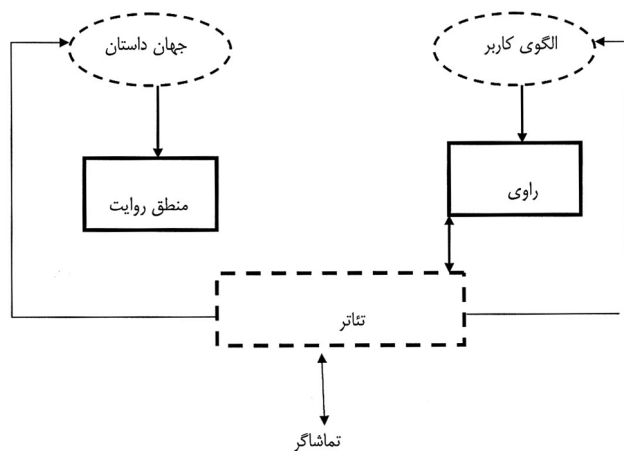 الگوی کاربر
جهان داستان
راوی
منطق روایت
تئاتر
تماشاگر